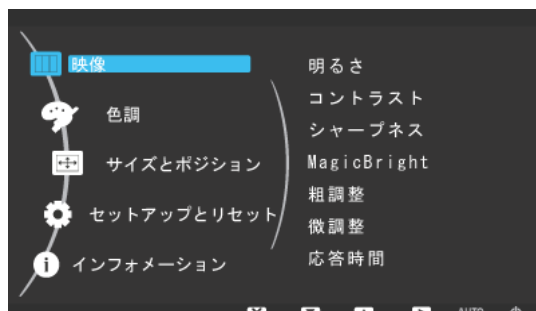 映像
色調
サイズとポジション
セットアップとリセット
インフォメーション
明るさ
コントラスト
シャープネス
MagicBright
粗調整
微調整
応答時間
AUTO